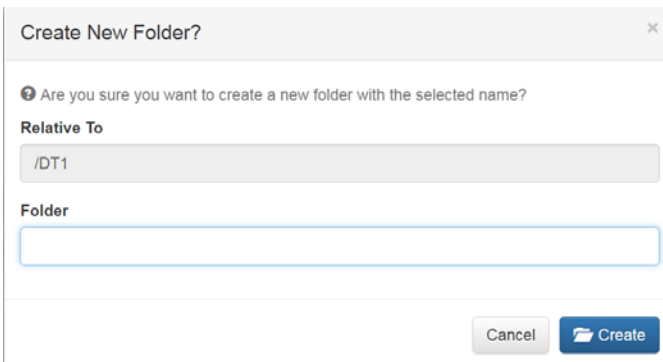 Create New Folder?
×
Are you sure you want to create a new folder with the selected name?
Relative To
/DT1
Folder
Cancel
Create